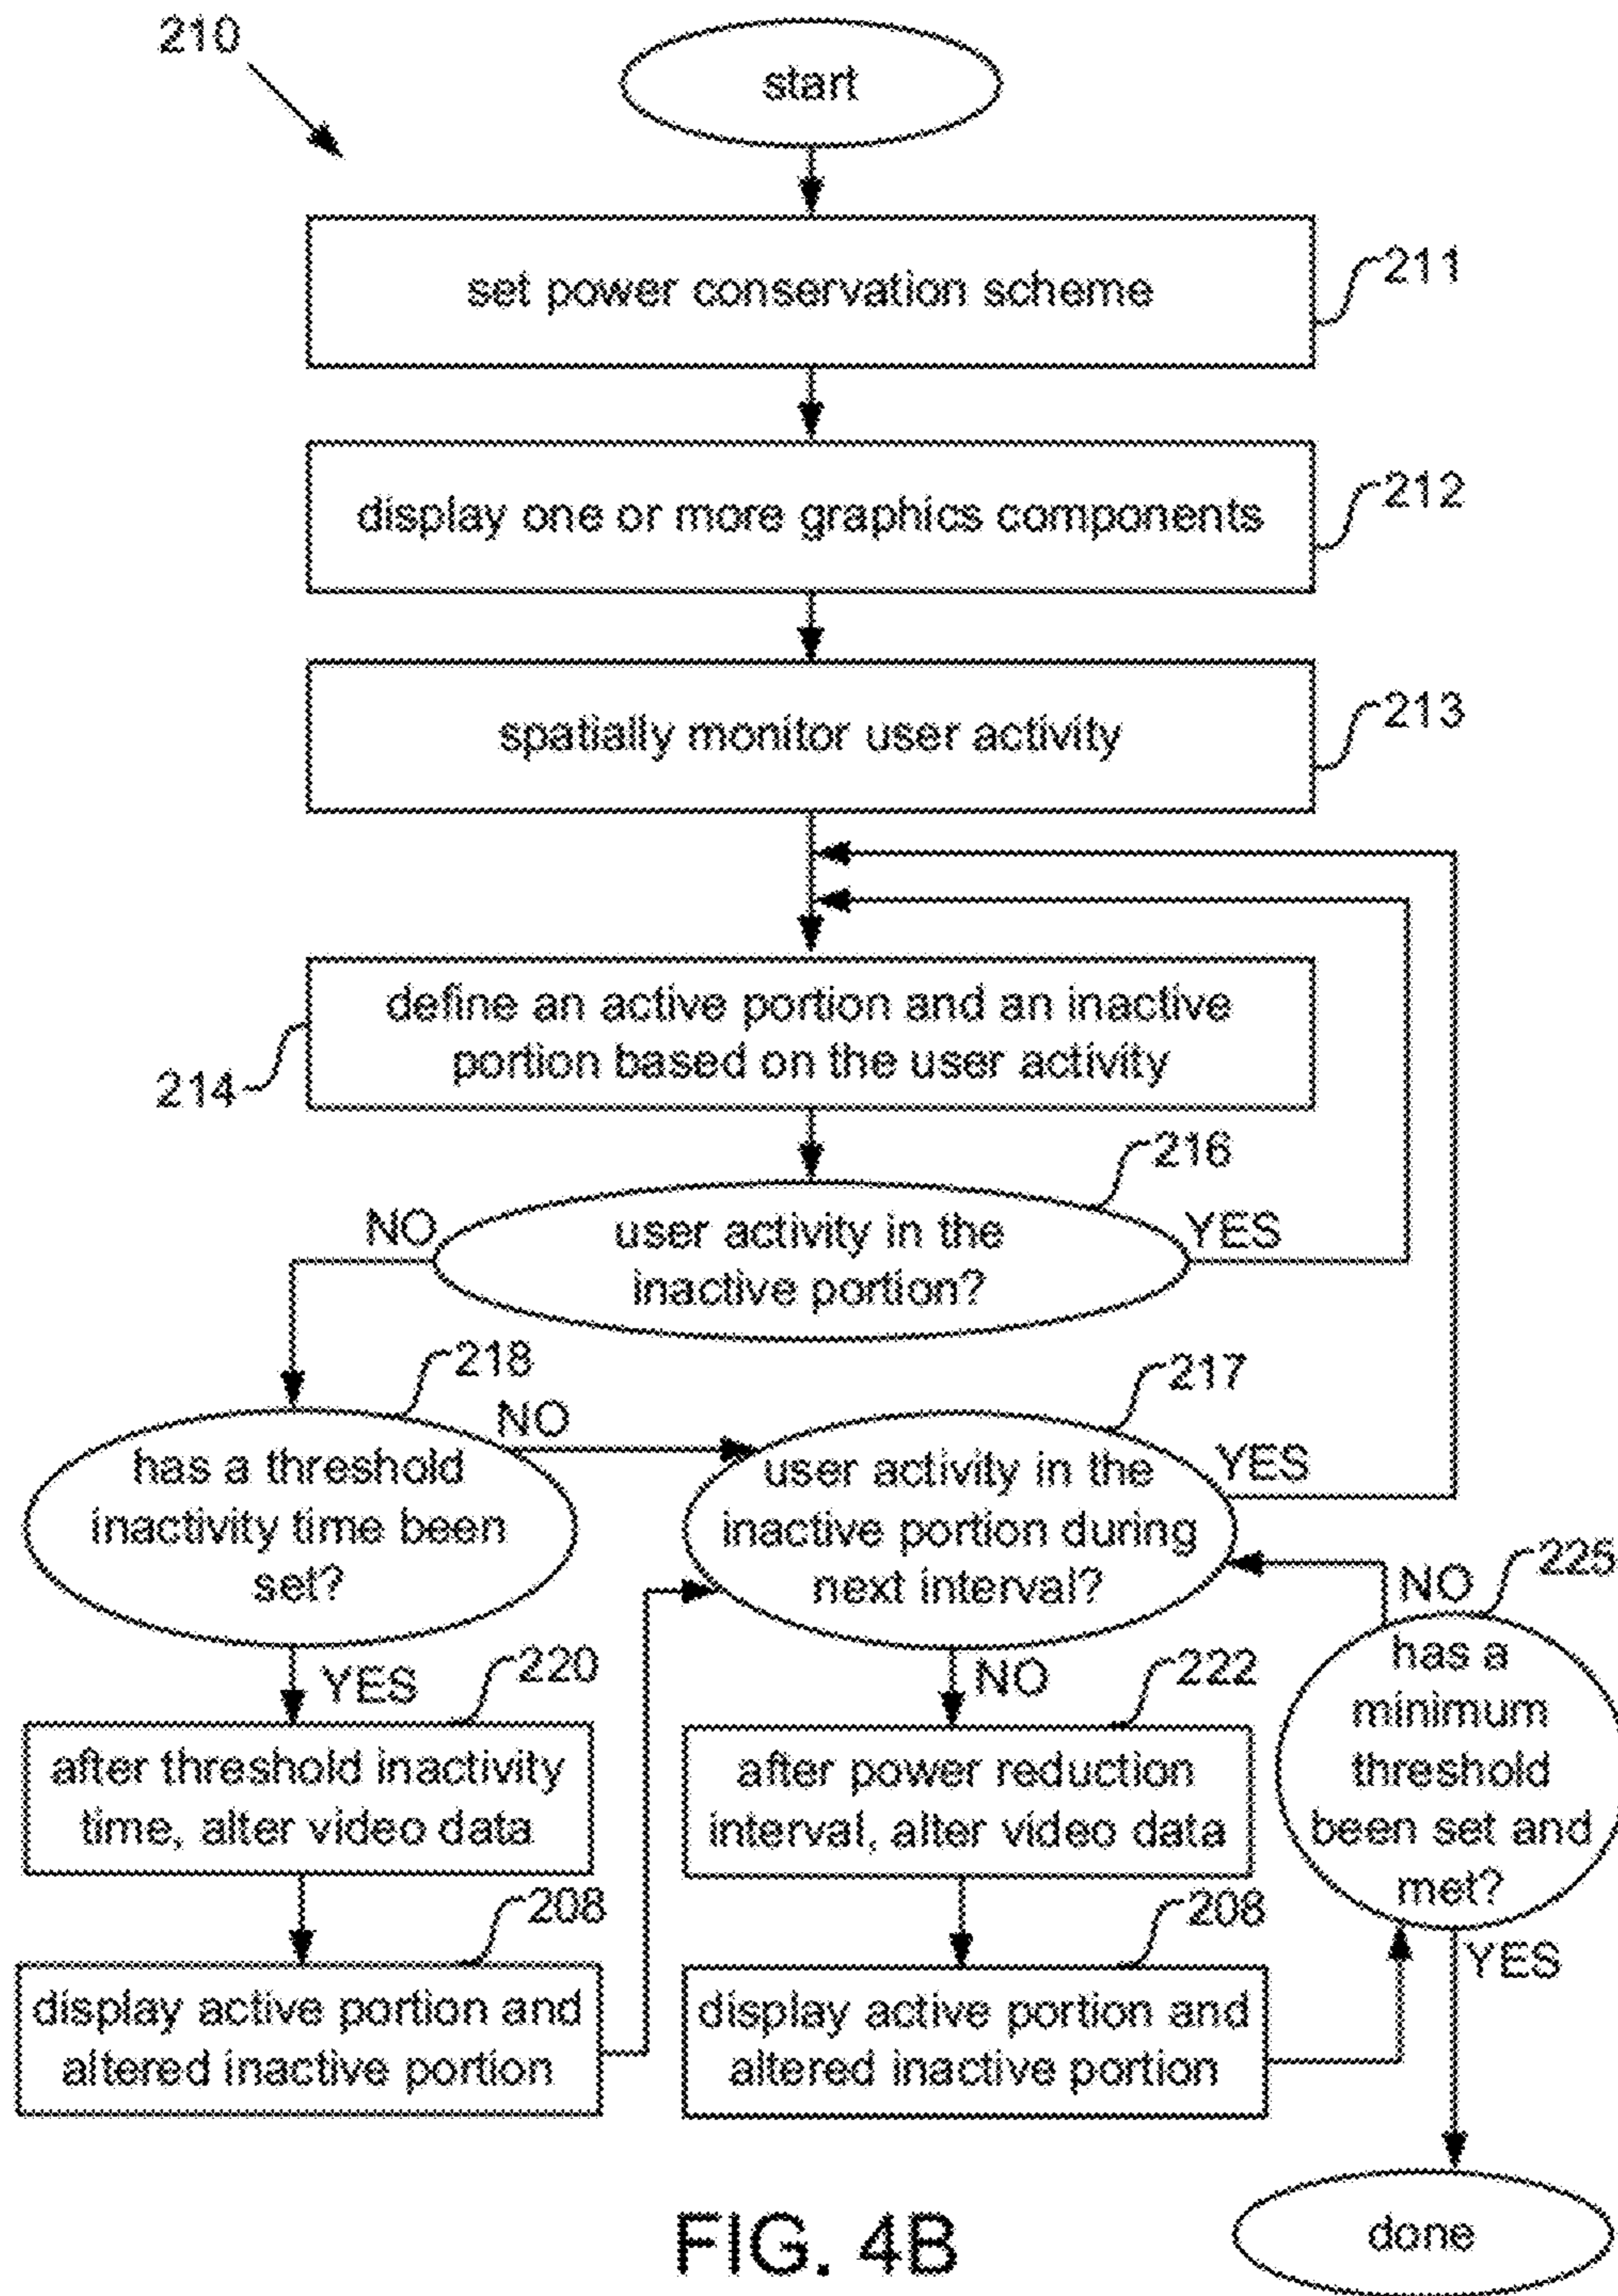 210
start
set power conservation scheme
211
display one or more graphics components
212
spatially monitor user activity
213
define an active portion and an inactive
portion based on the user activity
214
216
NO
user activity in the
inactive portion?
YES
218
NO
has a threshold
inactivity time been
set?
217
user activity in the
inactive portion during
next interval?
YES
225
NO
has a
minimum
threshold
been set and
met?
YES
220
after threshold inactivity
time, alter video data
NO
222
after power reduction
interval, alter video data
208
display active portion and
altered inactive portion
208
display active portion and
altered inactive portion
YES
done
FIG. 4B